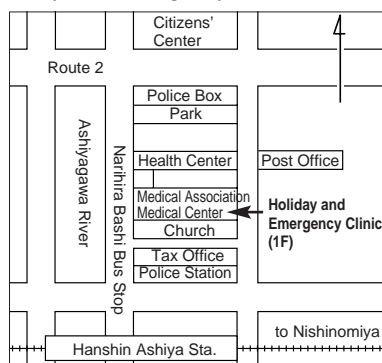 Citizens'
Center
Route 2
Police Box
Park
Health Center
Post Office
Ashiyagawa River
Narihira Bashi Bus Stop
Medical Association
Medical Center
Holiday and
Emergency Clinic
(1F)
Church
Tax Office
Police Station
to Nishinomiya
Hanshin Ashiya Sta.